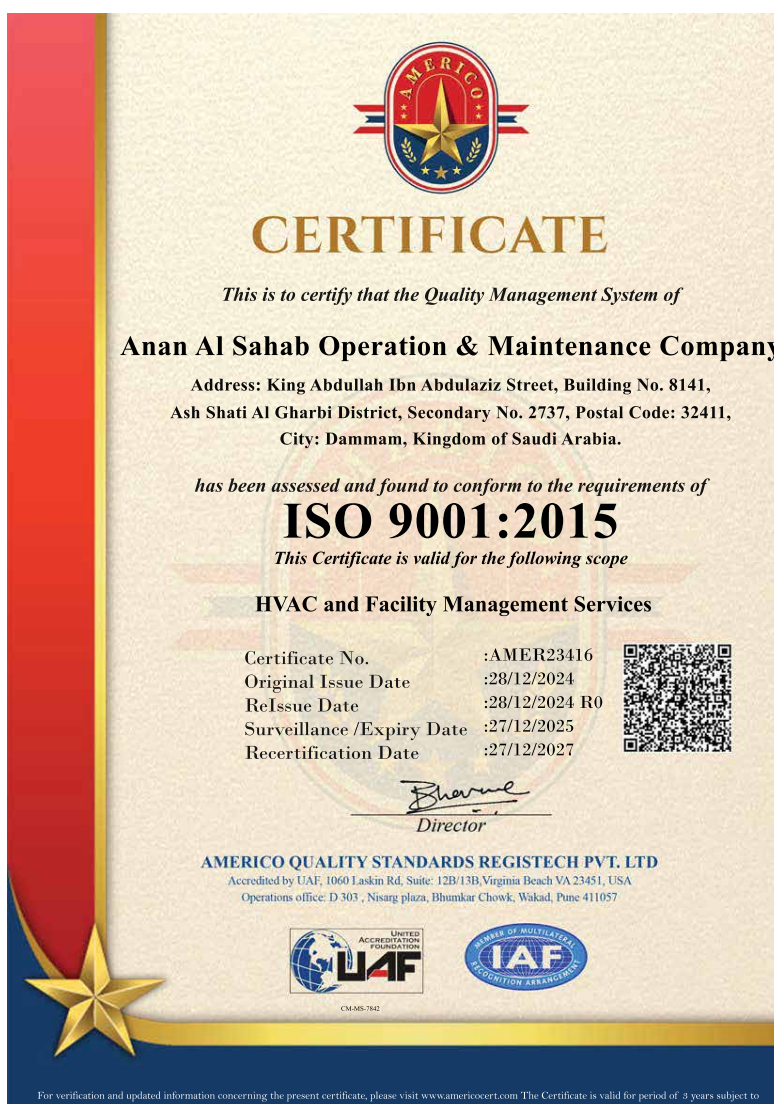 AMERICO
CERTIFICATE
This is to certify that the Quality Management System of
Anan Al Sahab Operation & Maintenance Company
Address: King Abdullah Ibn Abdulaziz Street, Building No. 8141,
Ash Shati Al Gharbi District, Secondary No. 2737, Postal Code: 32411,
City: Dammam, Kingdom of Saudi Arabia.
has been assessed and found to conform to the requirements of
ISO 9001:2015
This Certificate is valid for the following scope
HVAC and Facility Management Services
Certificate No. :AMER23416
Original Issue Date :28/12/2024
ReIssue Date :28/12/2024 R0
Surveillance /Expiry Date :27/12/2025
Recertification Date :27/12/2027
Director
AMERICO QUALITY STANDARDS REGISTECH PVT. LTD
Accredited by UAF, 1060 Laskin Rd, Suite: 12B/13B,Virginia Beach VA 23451, USA
Operations office: D 303 , Nisarg plaza, Bhumkar Chowk, Wakad, Pune 411057
UNITED
ACCREDITATION
FOUNDATION
UAF
MEMBER OF MULTILATERAL
IAF
RECOGNITION ARRANGEMENT
CM-MS-7842
For verification and updated information concerning the present certificate, please visit www.americocert.com The Certificate is valid for period of 3 years subject to